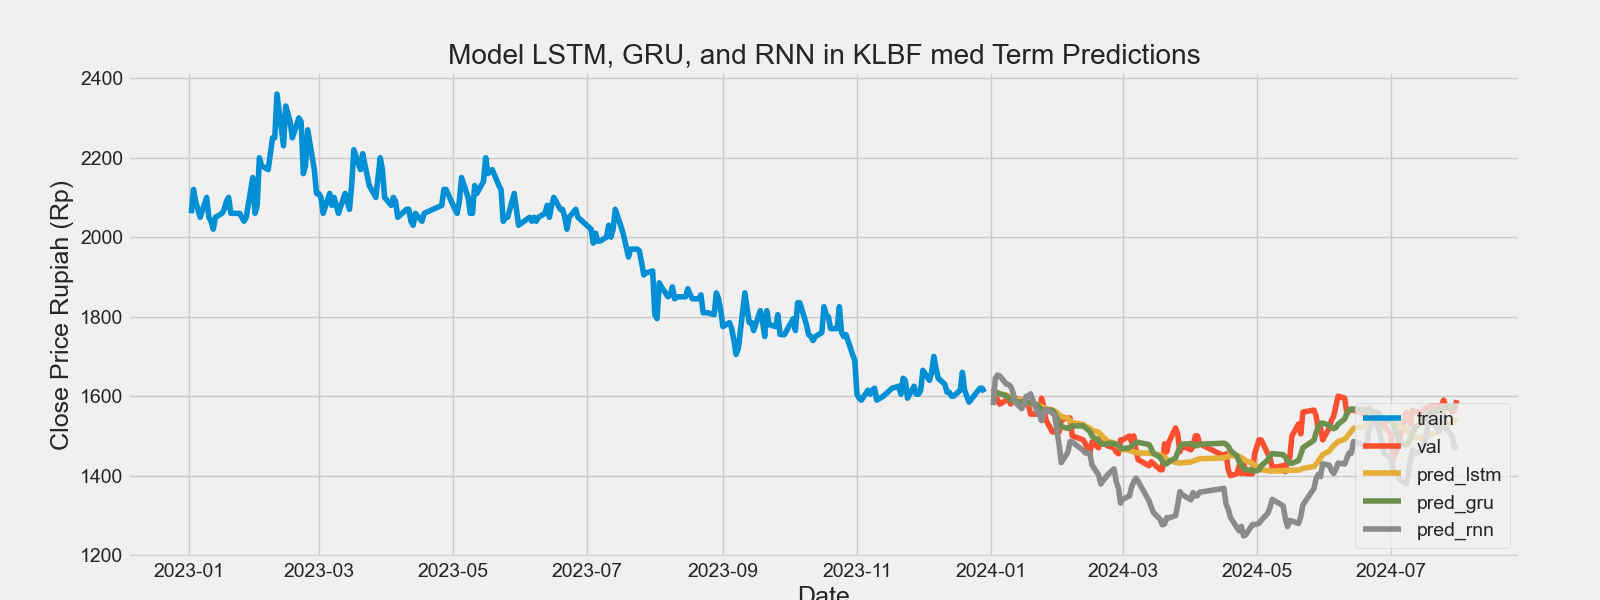 Model LSTM, GRU, and RNN in KLBF med Term Predictions
Close Price Rupiah (Rp)
2400
2200
2000
1800
1600
1400
1200
train
val
pred_lstm
pred_gru
pred_rnn
2023-01 2023-03 2023-05 2023-07 2023-09 2023-11 2024-01 2024-03 2024-05 2024-07
Date